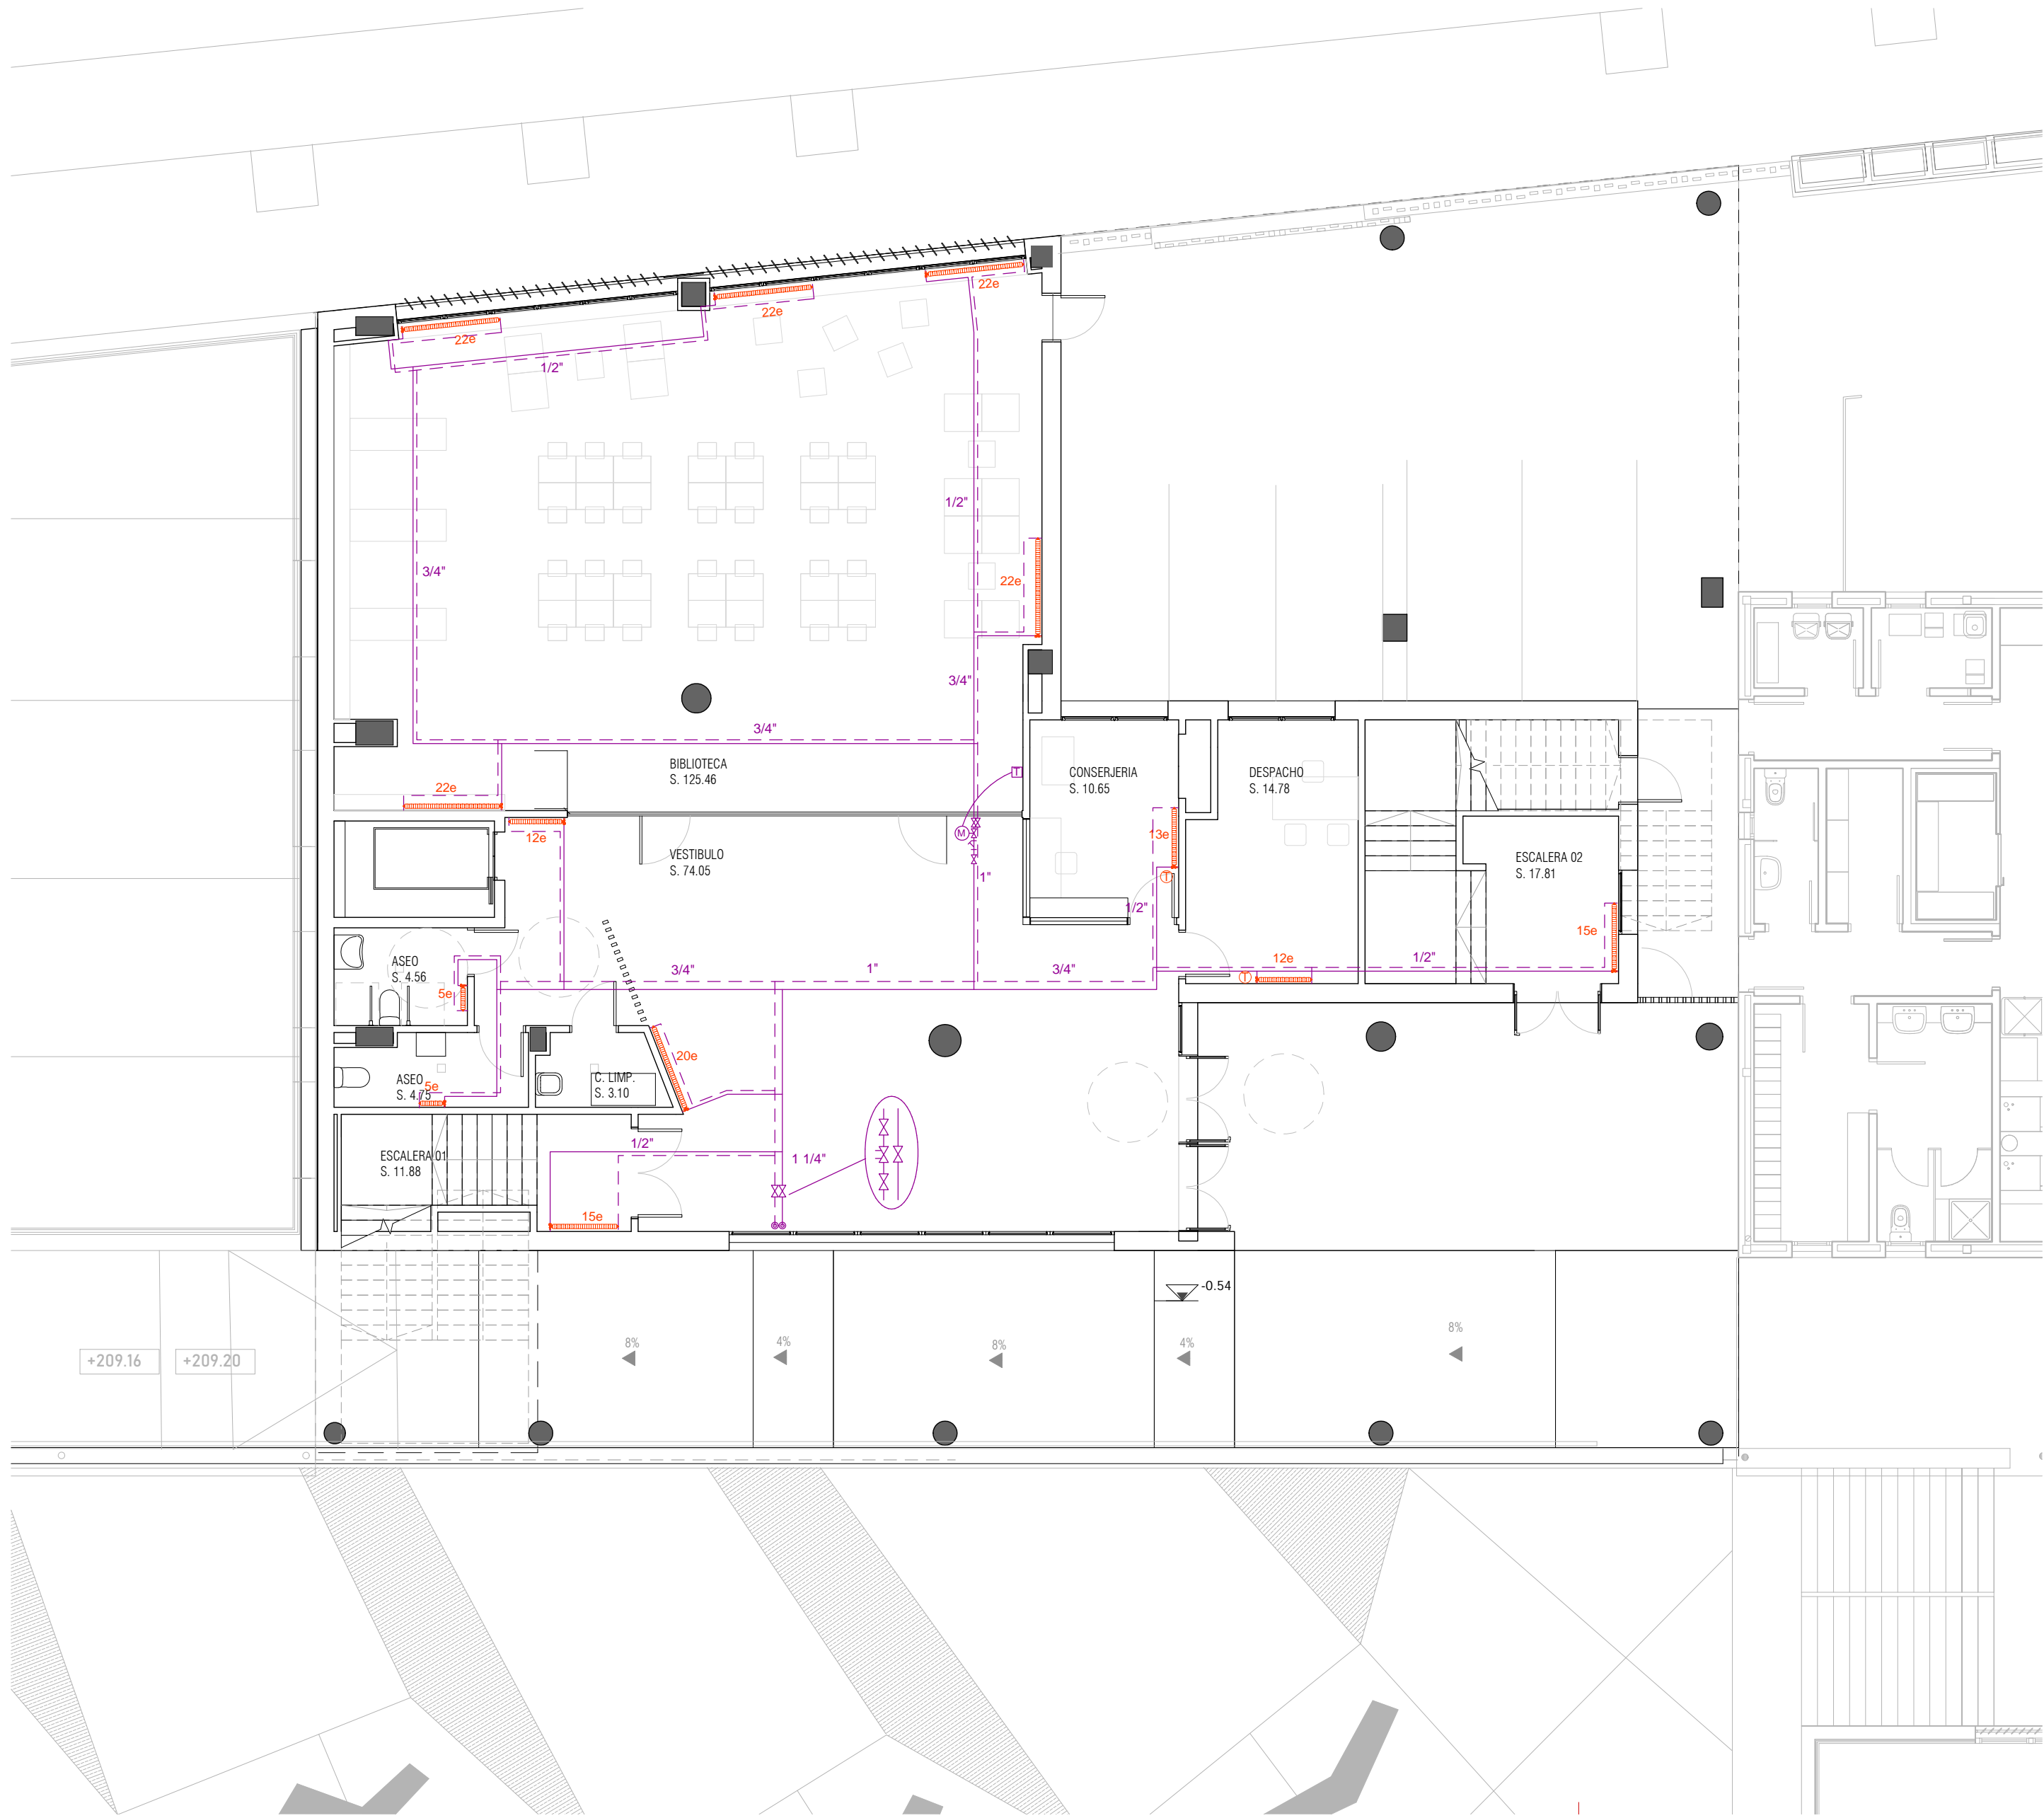 22e
22e
22e
1/2"
1/2"
3/4"
22e
3/4"
3/4"
BIBLIOTECA
S. 125.46
T
CONSERJERIA
S. 10.65
DESPACHO
S. 14.78
22e
12e
M
13e
VESTIBULO
S. 74.05
1"
T
ESCALERA 02
S. 17.81
1/2"
15e
ASEO
S. 4.56
5e
3/4"
1"
3/4"
T
12e
1/2"
20e
ASEO
S. 4.75
5e
C. LIMP.
S. 3.10
ESCALERA 01
S. 11.88
1/2"
1 1/4"
15e
-0.54
+209.16
+209.20
8%
4%
8%
4%
8%